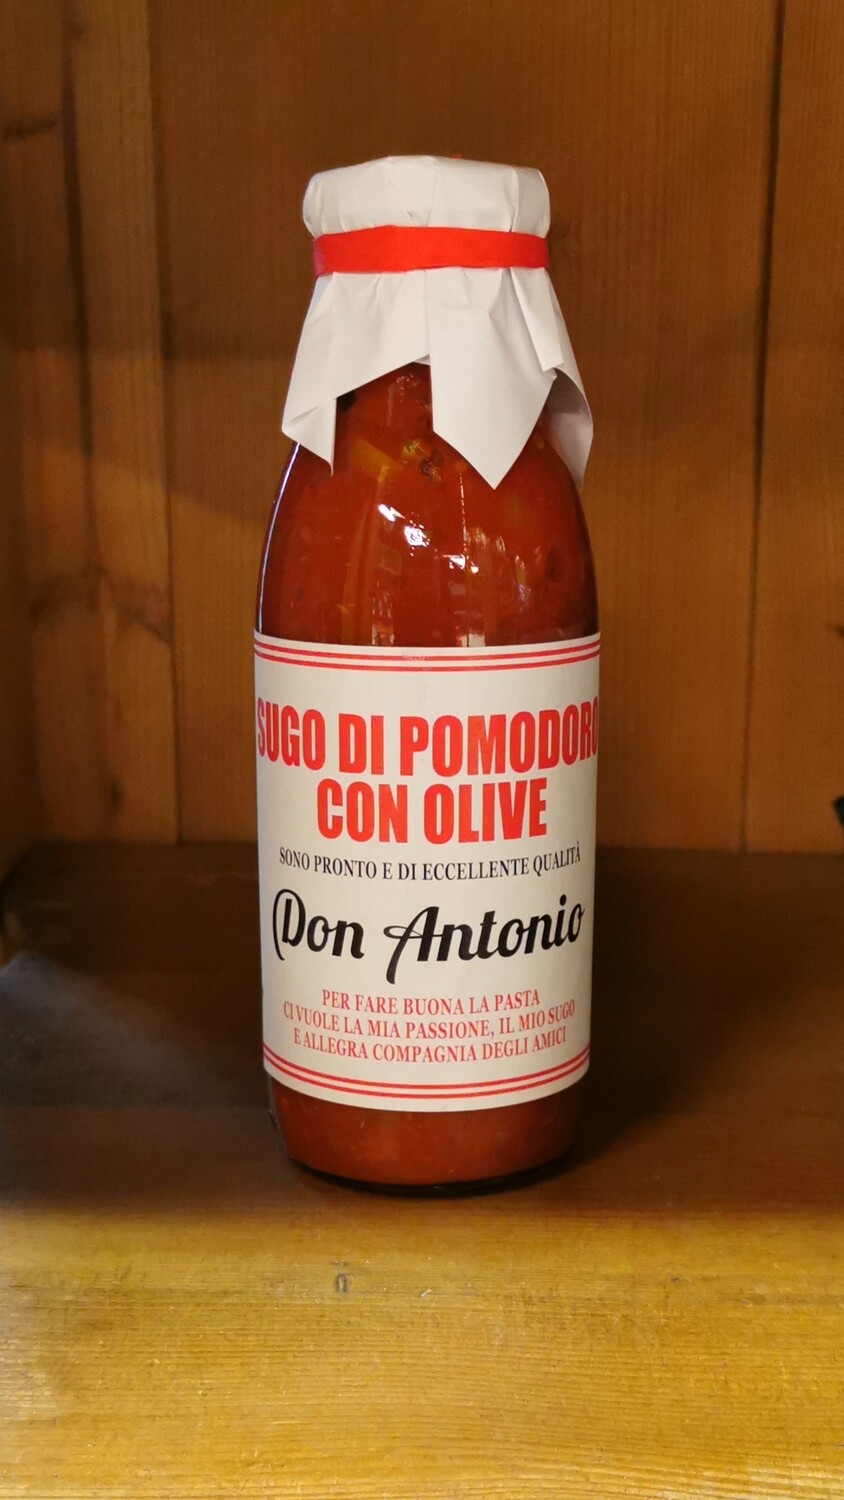 SUGO DI POMODORO
CON OLIVE
SONO PRONTO E DI ECCELLENTE QUALITÀ
Don Antonio
PER FARE BUONA LA PASTA
CI VUOLE LA MIA PASSIONE, IL MIO SUGO
E ALLEGRA COMPAGNIA DEGLI AMICI